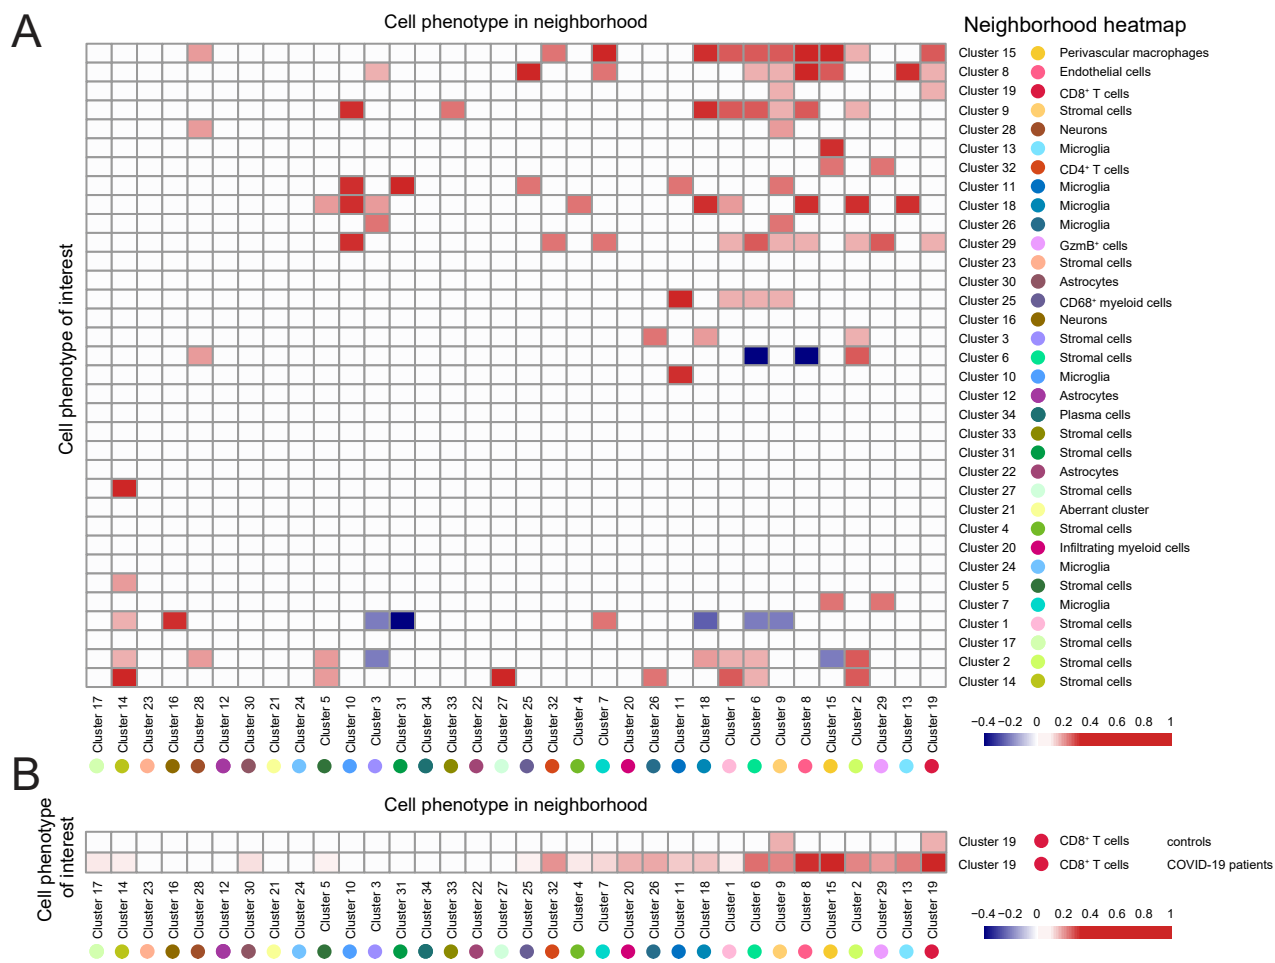 A
Cell phenotype in neighborhood
Neighborhood heatmap
Cell phenotype of interest
Cluster 15 Perivascular macrophages
Cluster 8 Endothelial cells
Cluster 19 CD8+ T cells
Cluster 9 Stromal cells
Cluster 28 Neurons
Cluster 13 Microglia
Cluster 32 CD4+ T cells
Cluster 11 Microglia
Cluster 18 Microglia
Cluster 26 Microglia
Cluster 29 GzmB+ cells
Cluster 23 Stromal cells
Cluster 30 Astrocytes
Cluster 25 CD68+ myeloid cells
Cluster 16 Neurons
Cluster 3 Stromal cells
Cluster 6 Stromal cells
Cluster 10 Microglia
Cluster 12 Astrocytes
Cluster 34 Plasma cells
Cluster 33 Stromal cells
Cluster 31 Stromal cells
Cluster 22 Astrocytes
Cluster 27 Stromal cells
Cluster 21 Aberrant cluster
Cluster 4 Stromal cells
Cluster 20 Infiltrating myeloid cells
Cluster 24 Microglia
Cluster 5 Stromal cells
Cluster 7 Microglia
Cluster 1 Stromal cells
Cluster 17 Stromal cells
Cluster 2 Stromal cells
Cluster 14 Stromal cells
Cluster 17
Cluster 14
Cluster 23
Cluster 16
Cluster 28
Cluster 12
Cluster 30
Cluster 21
Cluster 24
Cluster 5
Cluster 10
Cluster 3
Cluster 31
Cluster 34
Cluster 33
Cluster 22
Cluster 27
Cluster 25
Cluster 32
Cluster 4
Cluster 7
Cluster 20
Cluster 26
Cluster 11
Cluster 18
Cluster 1
Cluster 6
Cluster 9
Cluster 8
Cluster 15
Cluster 2
Cluster 29
Cluster 13
Cluster 19
−0.4 −0.2 0 0.2 0.4 0.6 0.8 1
B
Cell phenotype in neighborhood
Cell phenotype
of interest
Cluster 19 CD8+ T cells controls
Cluster 19 CD8+ T cells COVID-19 patients
Cluster 17
Cluster 14
Cluster 23
Cluster 16
Cluster 28
Cluster 12
Cluster 30
Cluster 21
Cluster 24
Cluster 5
Cluster 10
Cluster 3
Cluster 31
Cluster 34
Cluster 33
Cluster 22
Cluster 27
Cluster 25
Cluster 32
Cluster 4
Cluster 7
Cluster 20
Cluster 26
Cluster 11
Cluster 18
Cluster 1
Cluster 6
Cluster 9
Cluster 8
Cluster 15
Cluster 2
Cluster 29
Cluster 13
Cluster 19
−0.4 −0.2 0 0.2 0.4 0.6 0.8 1